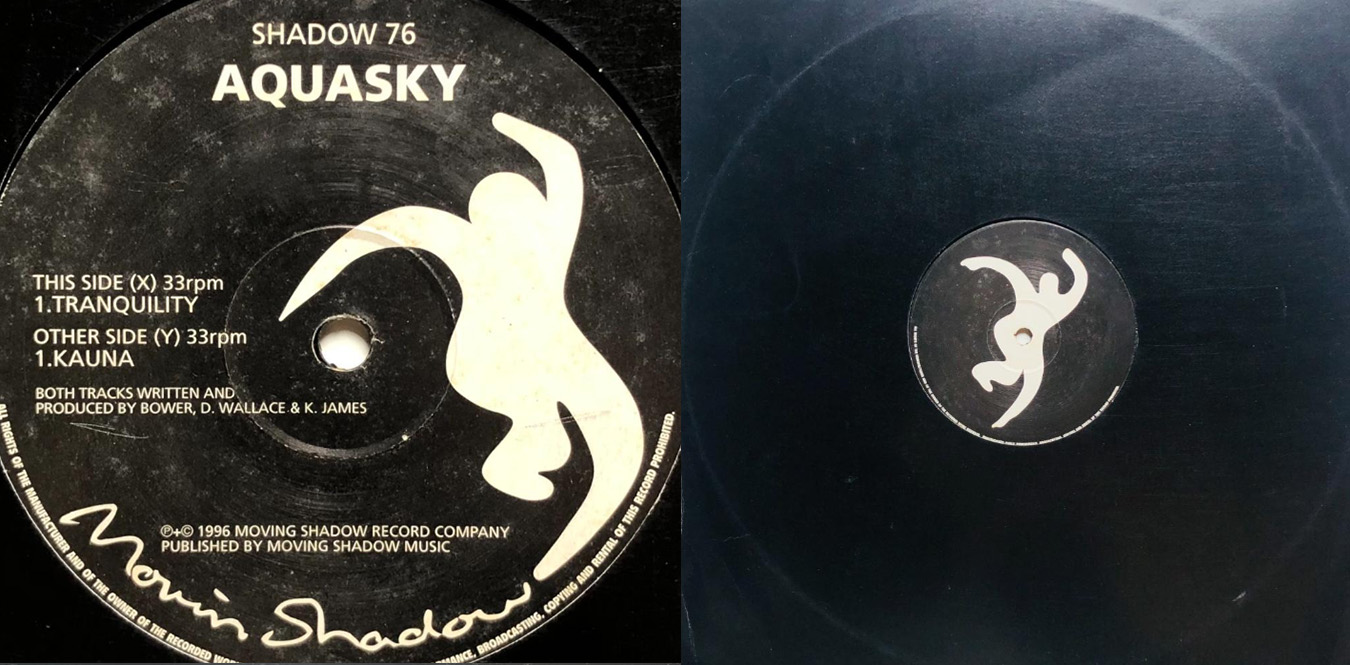 SHADOW 76
AQUASKY
THIS SIDE (X) 33rpm
1.TRANQUILITY
OTHER SIDE (Y) 33rpm
1.KAUNA
BOTH TRACKS WRITTEN AND
PRODUCED BY BOWER, D. WALLACE & K. JAMES
℗+© 1996 MOVING SHADOW RECORD COMPANY
PUBLISHED BY MOVING SHADOW MUSIC
Movin Shadow
ALL RIGHTS OF THE MANUFACTURER AND OF THE OWNER OF THE RECORDED
BROADCASTING, COPYING AND RENTAL OF THIS RECORD PROHIBITED.